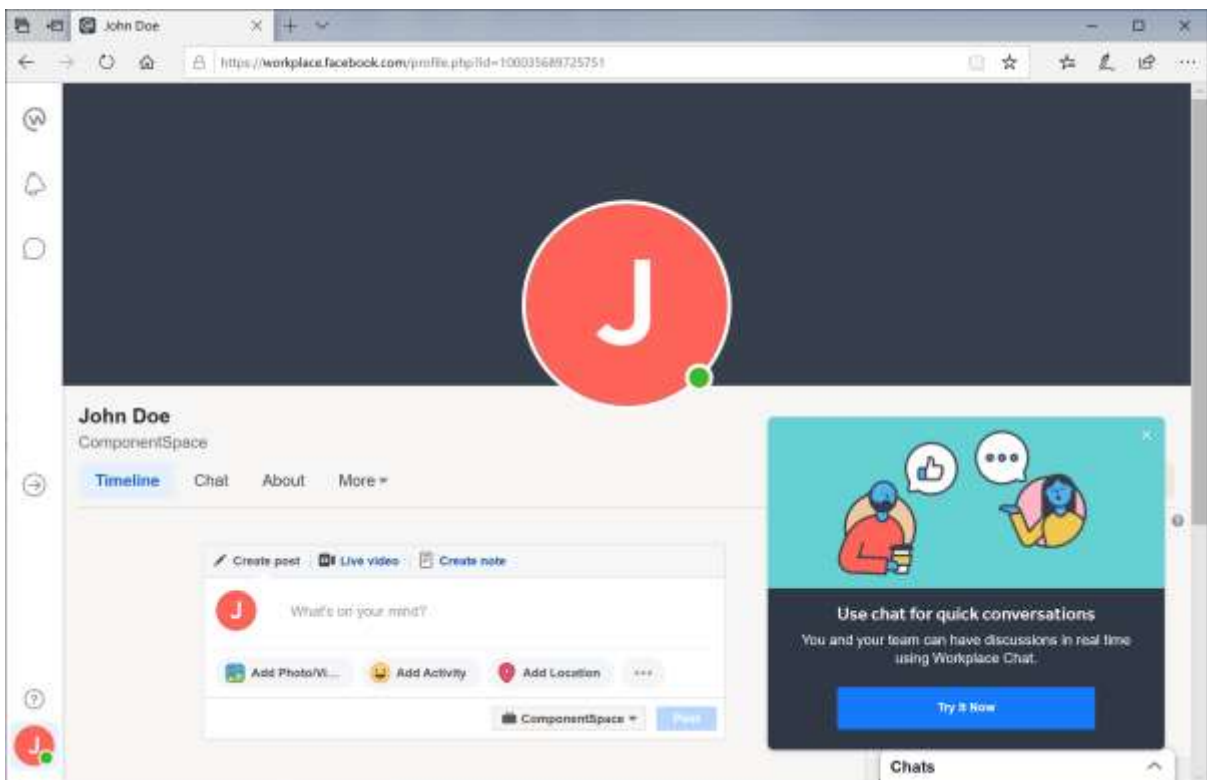 John Doe
https://workplace.facebook.com/profile.php?id=100035689725751
J
John Doe
ComponentSpace
Timeline Chat About More
Create post Live video Create note
J What's on your mind?
Add Photo/Vi... Add Activity Add Location
ComponentSpace Post
Use chat for quick conversations
You and your team can have discussions in real time
using Workplace Chat.
Try It Now
J
Chats